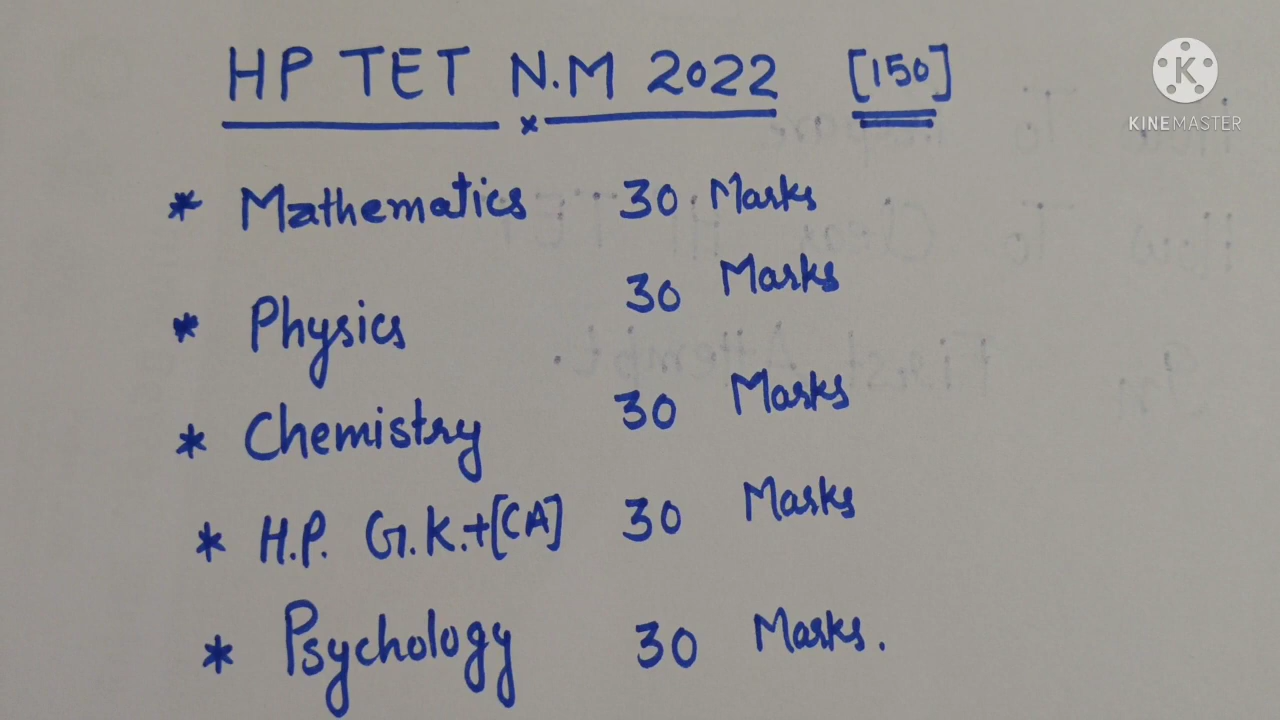 HP TET N.M 2022 [150]
K
KINEMASTER
* Mathematics 30 Marks
* Physics 30 Marks
* Chemistry 30 Marks
* H.P. G.K.+[CA] 30 Marks
* Psychology 30 Marks.